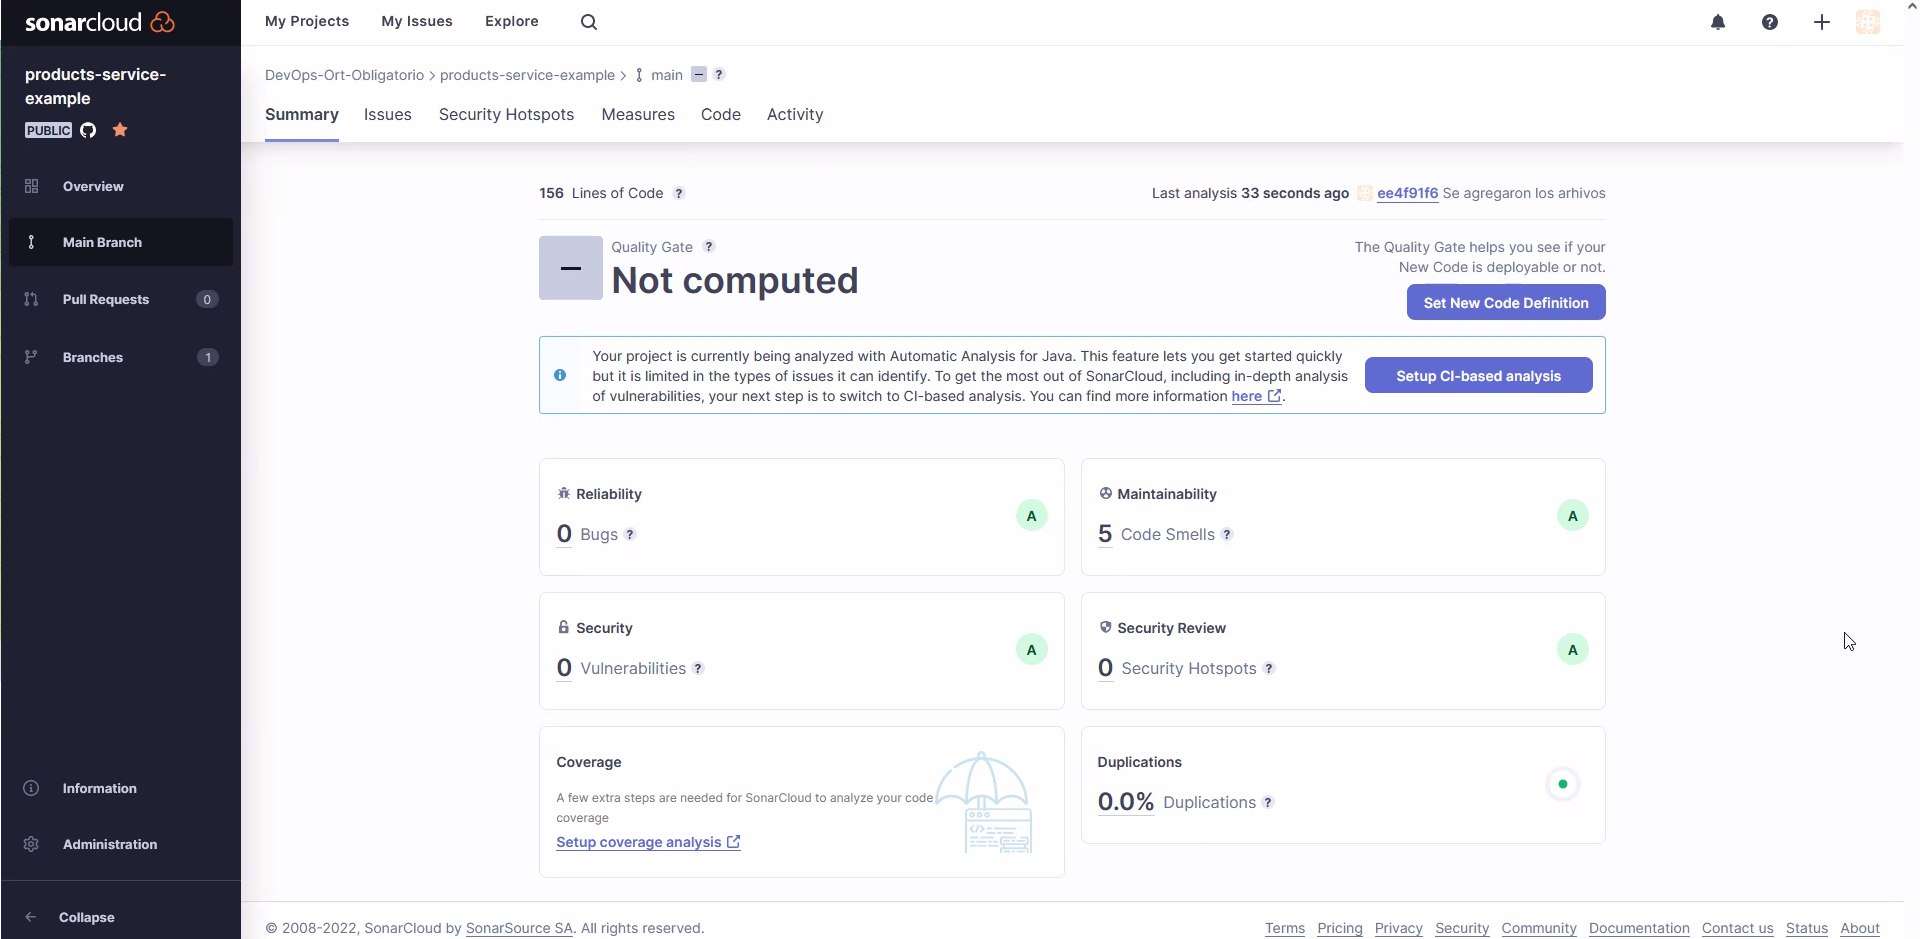 sonarcloud
My Projects My Issues Explore
products-service-
example
PUBLIC
Overview
Main Branch
Pull Requests 0
Branches 1
Information
Administration
Collapse
DevOps-Ort-Obligatorio > products-service-example > main – ?
Summary Issues Security Hotspots Measures Code Activity
156 Lines of Code ?
Last analysis 33 seconds ago ee4f91f6 Se agregaron los arhivos
Quality Gate ?
Not computed
The Quality Gate helps you see if your
New Code is deployable or not.
Set New Code Definition
Your project is currently being analyzed with Automatic Analysis for Java. This feature lets you get started quickly
but it is limited in the types of issues it can identify. To get the most out of SonarCloud, including in-depth analysis
of vulnerabilities, your next step is to switch to CI-based analysis. You can find more information here.
Setup CI-based analysis
Reliability
0 Bugs ?
A
Maintainability
5 Code Smells ?
A
Security
0 Vulnerabilities ?
A
Security Review
0 Security Hotspots ?
A
Coverage
A few extra steps are needed for SonarCloud to analyze your code
coverage
Setup coverage analysis
Duplications
0.0% Duplications ?
© 2008-2022, SonarCloud by SonarSource SA. All rights reserved.
Terms Pricing Privacy Security Community Documentation Contact us Status About